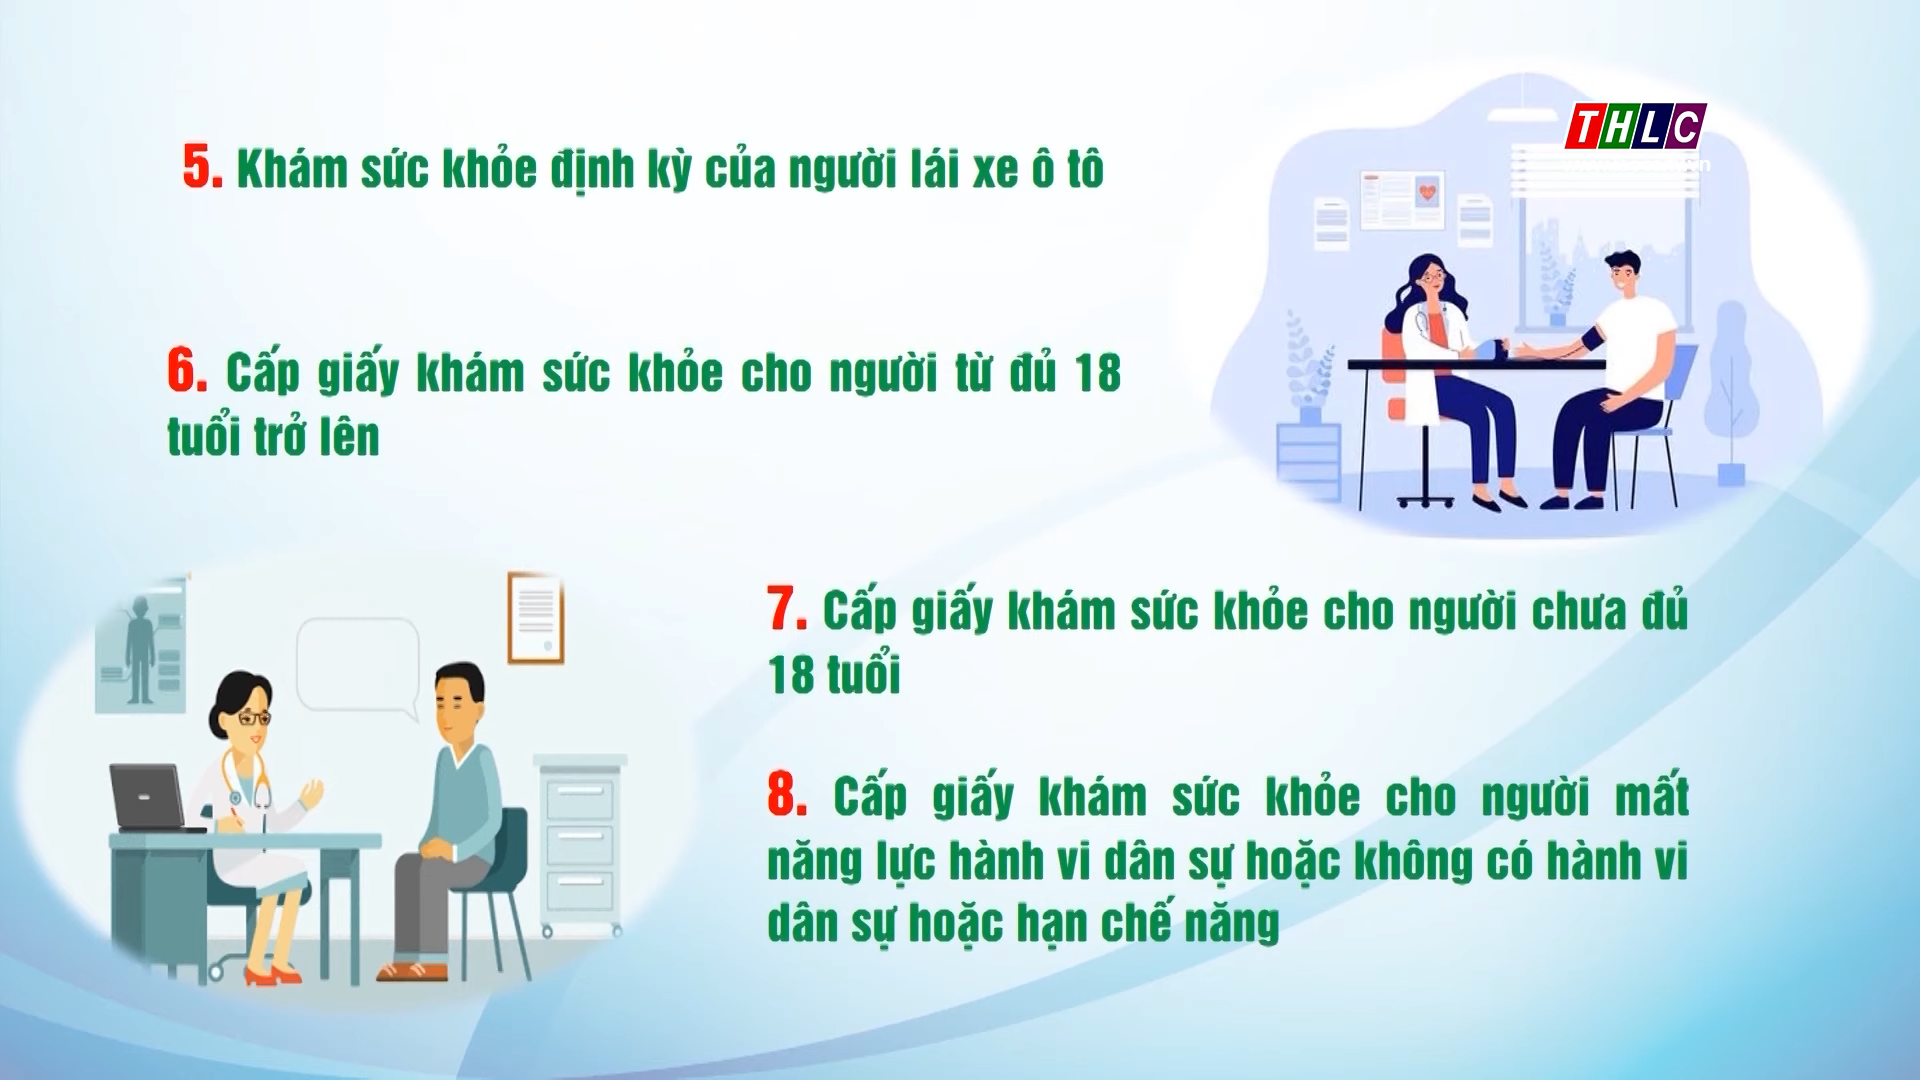 THLC
5. Khám sức khỏe định kỳ của người lái xe ô tô
6. Cấp giấy khám sức khỏe cho người từ đủ 18
tuổi trở lên
7. Cấp giấy khám sức khỏe cho người chưa đủ
18 tuổi
8. Cấp giấy khám sức khỏe cho người mất
năng lực hành vi dân sự hoặc không có hành vi
dân sự hoặc hạn chế năng